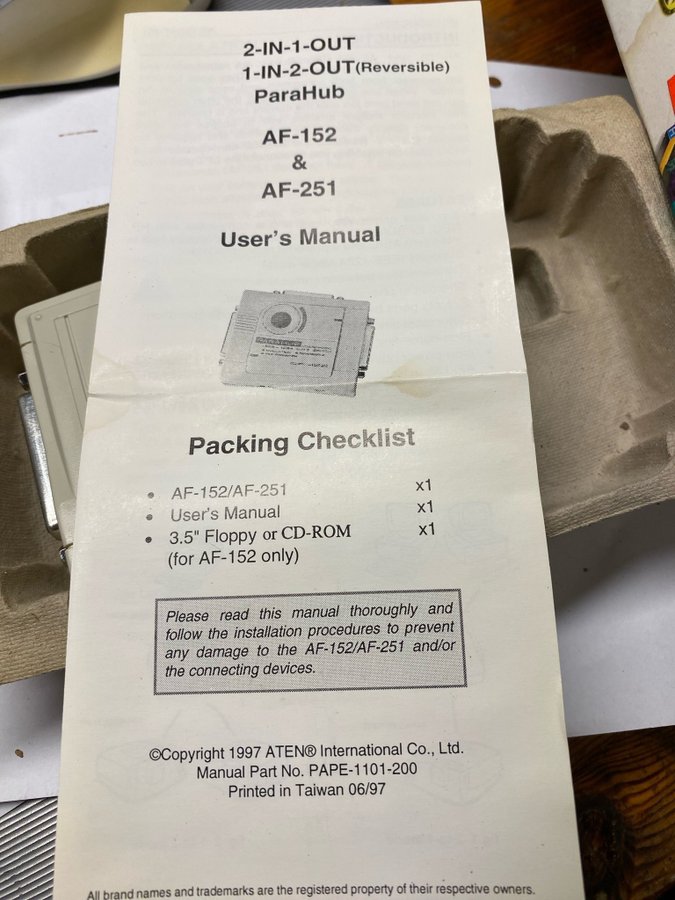 2-IN-1-OUT
1-IN-2-OUT(Reversible)
ParaHub
AF-152
&
AF-251
User's Manual
Packing Checklist
• AF-152/AF-251 x1
• User's Manual x1
• 3.5" Floppy or CD-ROM x1
(for AF-152 only)
Please read this manual thoroughly and
follow the installation procedures to prevent
any damage to the AF-152/AF-251 and/or
the connecting devices.
©Copyright 1997 ATEN® International Co., Ltd.
Manual Part No. PAPE-1101-200
Printed in Taiwan 06/97
All brand names and trademarks are the registered property of their respective owners.